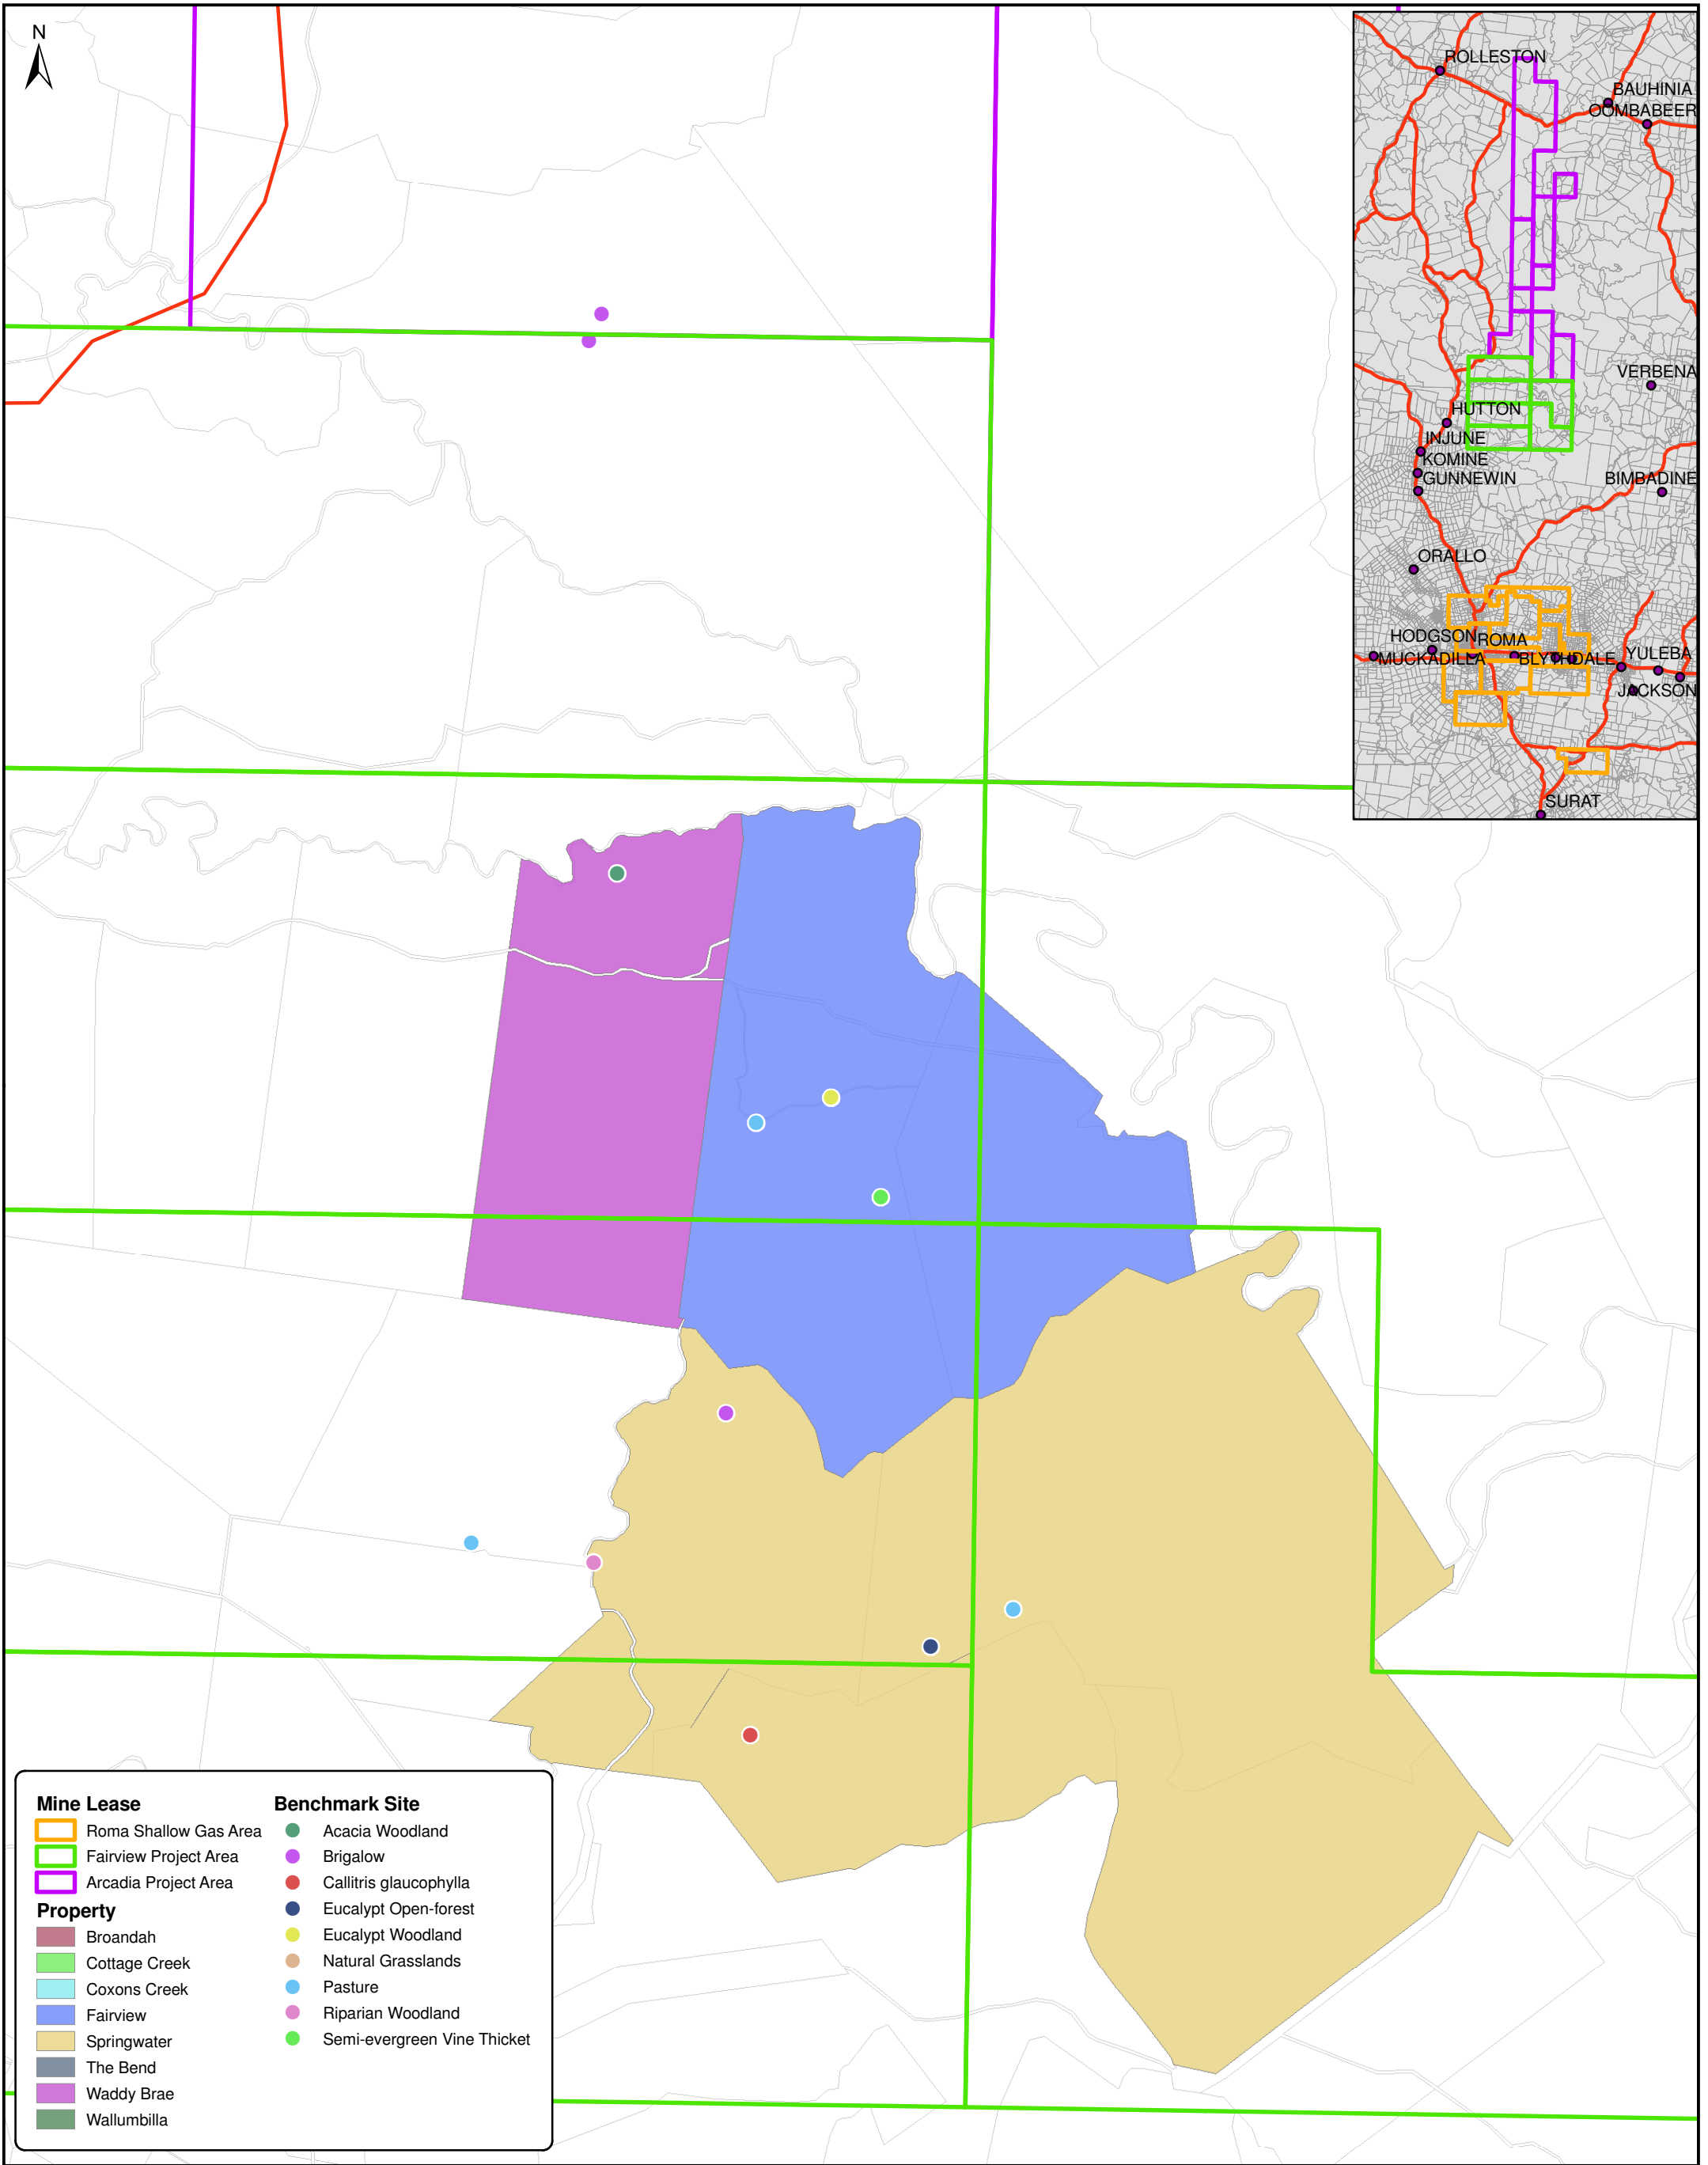 N
ROLLESTON
BAUHINIA
OOMBABEER
VERBENA
HUTTON
INJUNE
KOMINE
GUNNEWIN
BIMBADINE
ORALLO
HODGSON
ROMA
MUCKADILLA
BLYTHDALE
YULEBA
JACKSON
SURAT
Mine Lease
Roma Shallow Gas Area
Fairview Project Area
Arcadia Project Area
Property
Broandah
Cottage Creek
Coxons Creek
Fairview
Springwater
The Bend
Waddy Brae
Wallumbilla
Benchmark Site
Acacia Woodland
Brigalow
Callitris glaucophylla
Eucalypt Open-forest
Eucalypt Woodland
Natural Grasslands
Pasture
Riparian Woodland
Semi-evergreen Vine Thicket